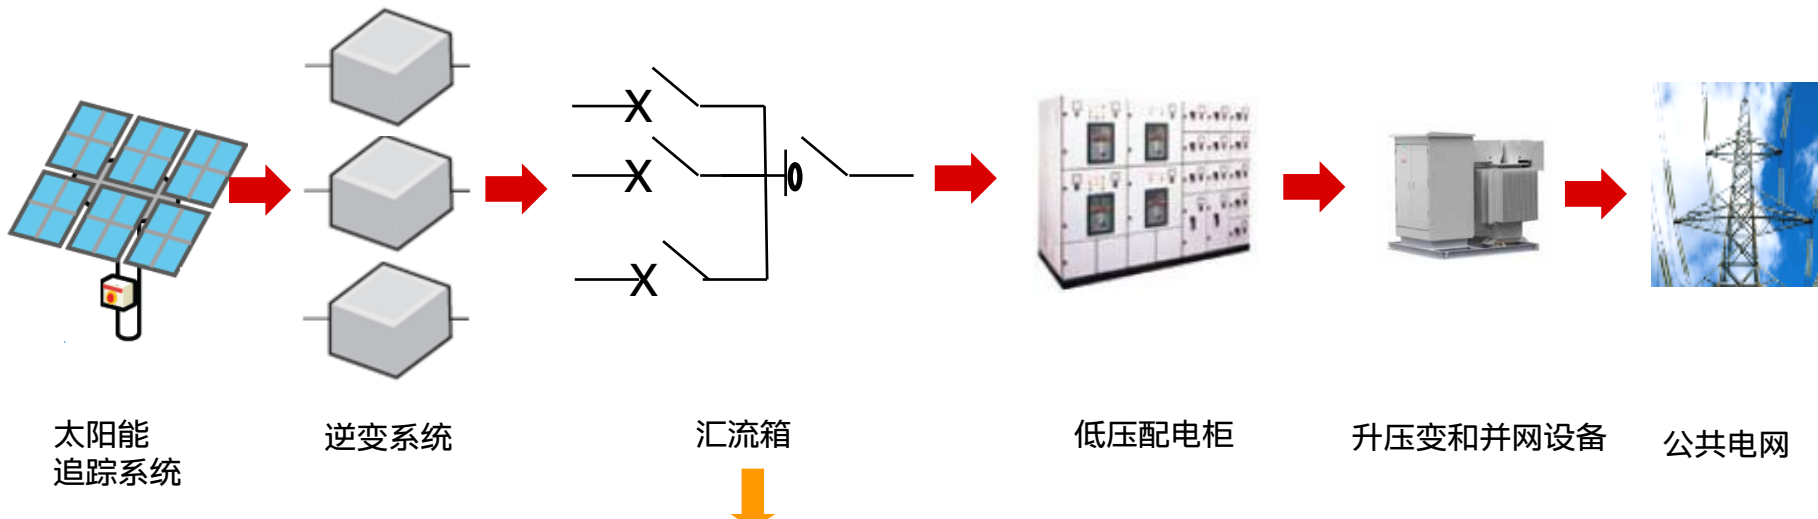 太阳能
追踪系统
逆变系统
汇流箱
低压配电柜
升压变和并网设备
公共电网